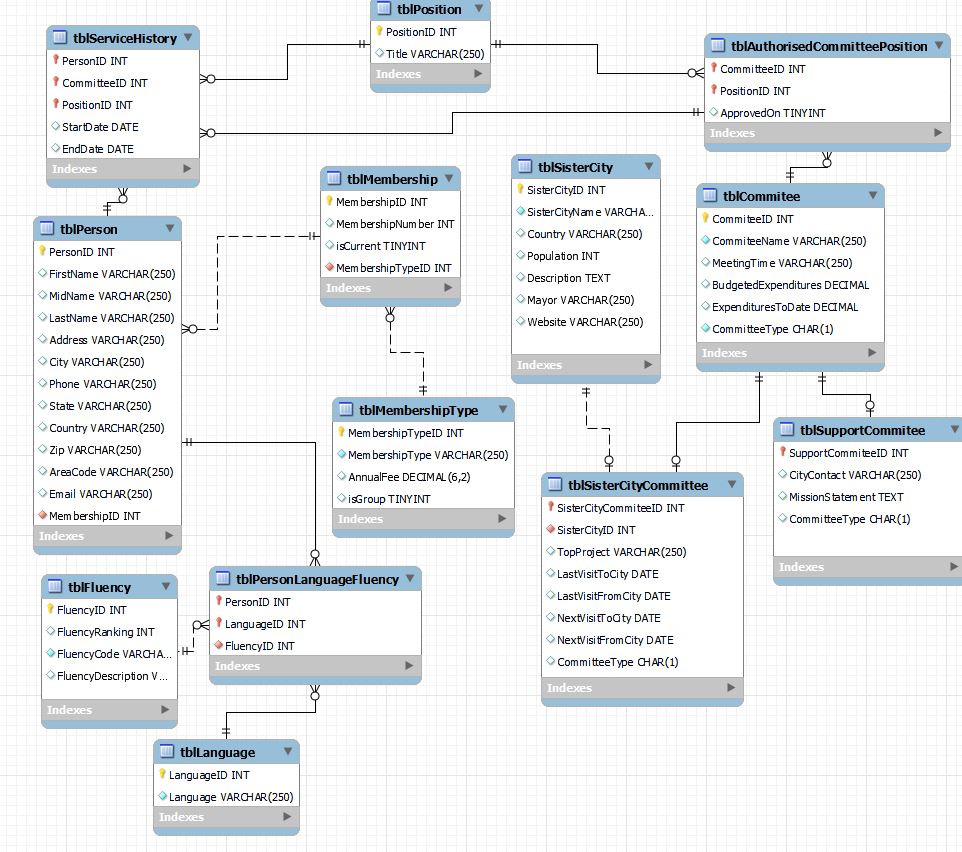 tblPosition
PositionID INT
Title VARCHAR(250)
Indexes
tblServiceHistory
PersonID INT
CommitteeID INT
PositionID INT
StartDate DATE
EndDate DATE
Indexes
tblAuthorisedCommitteePosition
CommitteeID INT
PositionID INT
ApprovedOn TINYINT
Indexes
tblMembership
MembershipID INT
MembershipNumber INT
isCurrent TINYINT
MembershipTypeID INT
Indexes
tblSisterCity
SisterCityID INT
SisterCityName VARCHA...
Country VARCHAR(250)
Population INT
Description TEXT
Mayor VARCHAR(250)
Website VARCHAR(250)
Indexes
tblCommitee
CommiteeID INT
CommiteeName VARCHAR(250)
MeetingTime VARCHAR(250)
BudgetedExpenditures DECIMAL
ExpendituresToDate DECIMAL
CommitteeType CHAR(1)
Indexes
tblPerson
PersonID INT
FirstName VARCHAR(250)
MidName VARCHAR(250)
LastName VARCHAR(250)
Address VARCHAR(250)
City VARCHAR(250)
Phone VARCHAR(250)
State VARCHAR(250)
Country VARCHAR(250)
Zip VARCHAR(250)
AreaCode VARCHAR(250)
Email VARCHAR(250)
MembershipID INT
Indexes
tblMembershipType
MembershipTypeID INT
MembershipType VARCHAR(250)
AnnualFee DECIMAL(6,2)
isGroup TINYINT
Indexes
tblSupportCommitee
SupportCommiteeID INT
CityContact VARCHAR(250)
MissionStatement TEXT
CommitteeType CHAR(1)
Indexes
tblSisterCityCommittee
SisterCityCommiteeID INT
SisterCityID INT
TopProject VARCHAR(250)
LastVisitToCity DATE
LastVisitFromCity DATE
NextVisitToCity DATE
NextVisitFromCity DATE
CommitteeType CHAR(1)
Indexes
tblFluency
FluencyID INT
FluencyRanking INT
FluencyCode VARCHA...
FluencyDescription V...
Indexes
tblPersonLanguageFluency
PersonID INT
LanguageID INT
FluencyID INT
Indexes
tblLanguage
LanguageID INT
Language VARCHAR(250)
Indexes